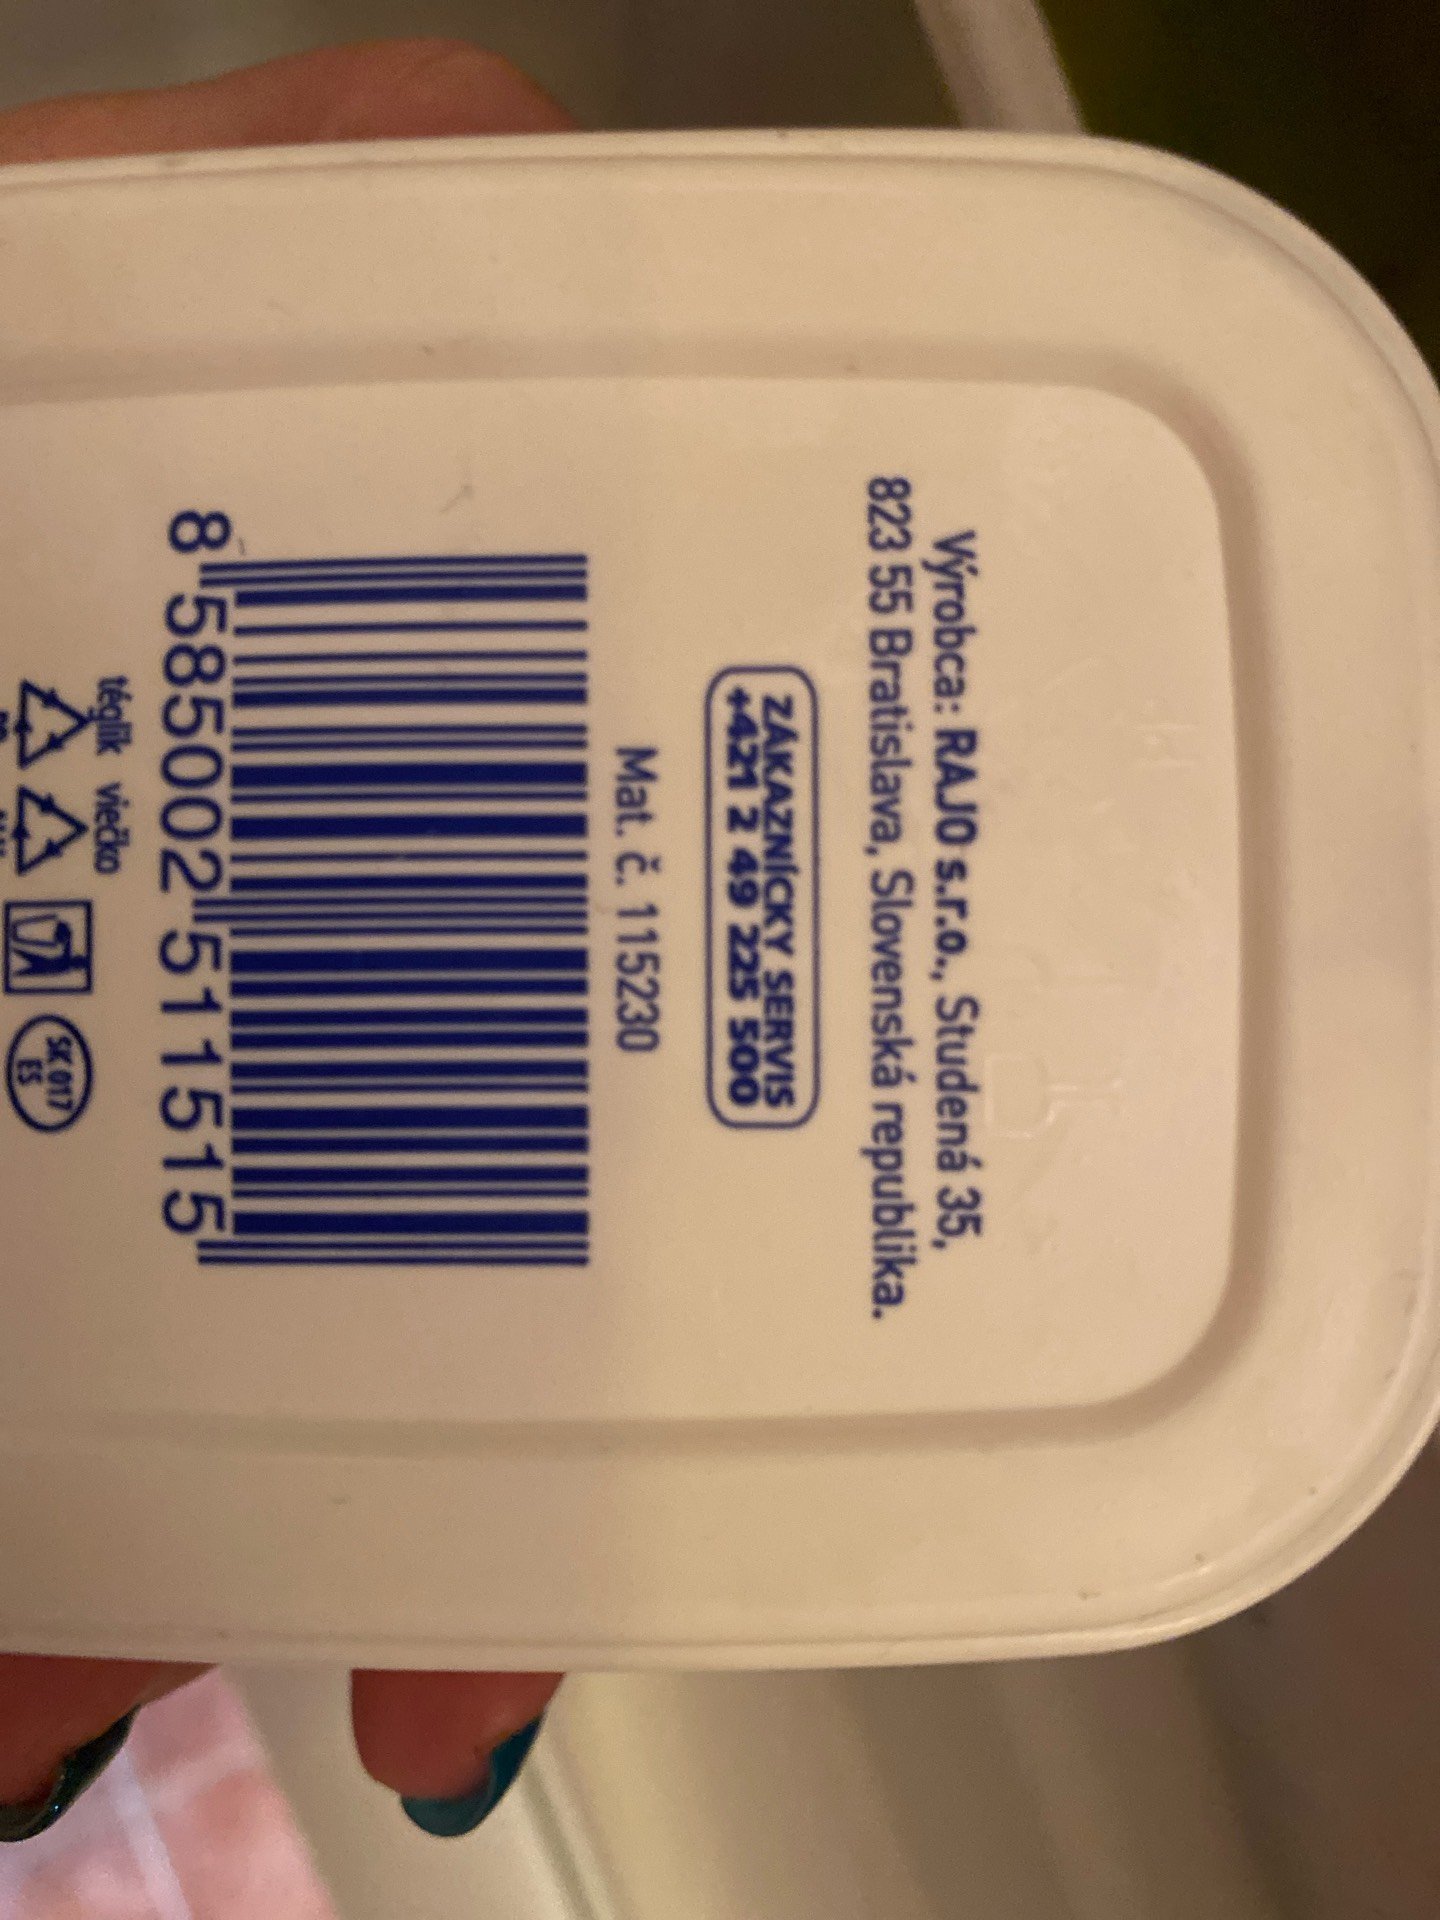 Výrobca: RAJO s.r.o., Studená 35,
823 55 Bratislava, Slovenská republika.
ZÁKAZNÍCKY SERVIS
+421 2 49 225 500
Mat. č. 115230
8 585002 511515
téglik viečko
SK 017
ES